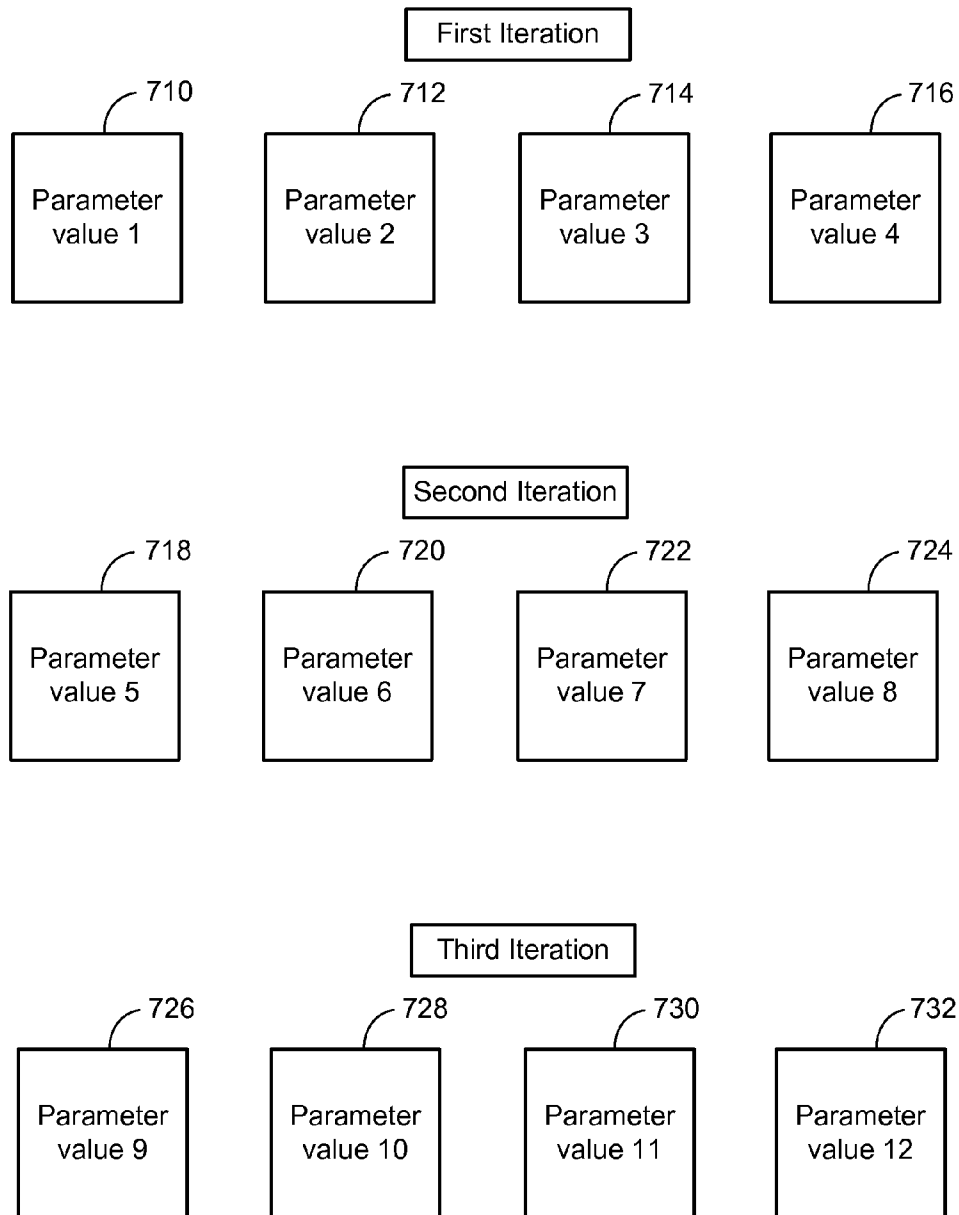 First Iteration
710
712
714
716
Parameter
value 1
Parameter
value 2
Parameter
value 3
Parameter
value 4
Second Iteration
718
720
722
724
Parameter
value 5
Parameter
value 6
Parameter
value 7
Parameter
value 8
Third Iteration
726
728
730
732
Parameter
value 9
Parameter
value 10
Parameter
value 11
Parameter
value 12